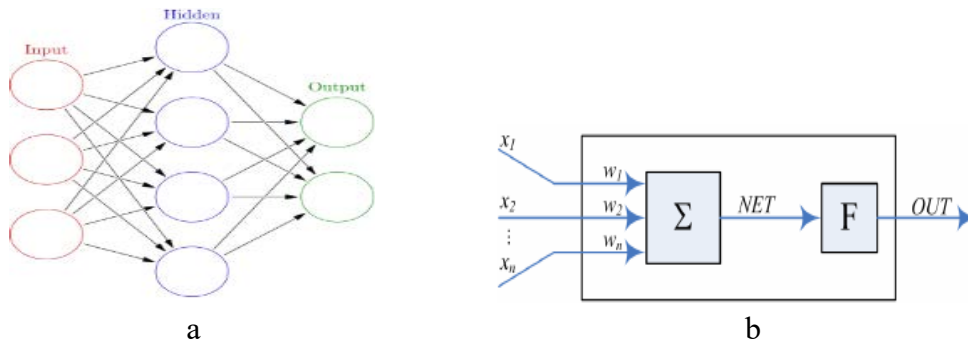 Hidden
Input
Output
a
x1
x2
⋮
xn
w1
w2
wn
Σ
NET
F
OUT
b